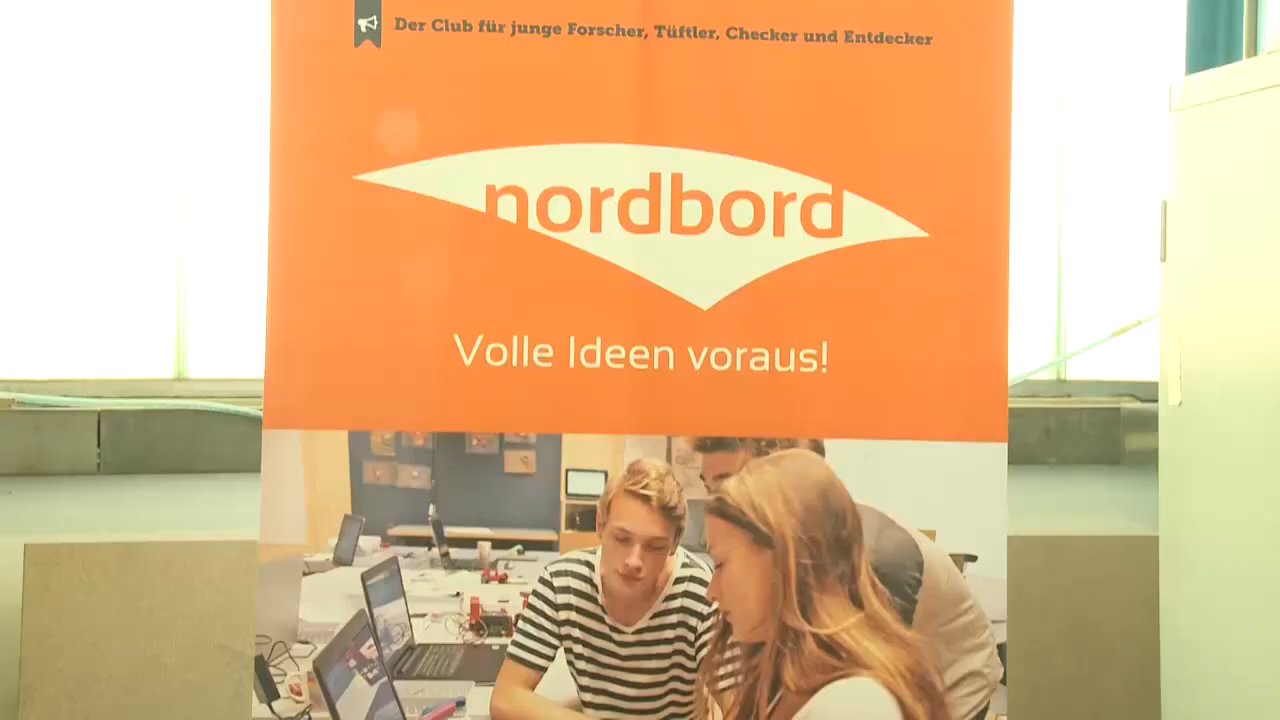 Der Club für junge Forscher, Tüftler, Checker und Entdecker
nordbord
Volle Ideen voraus!